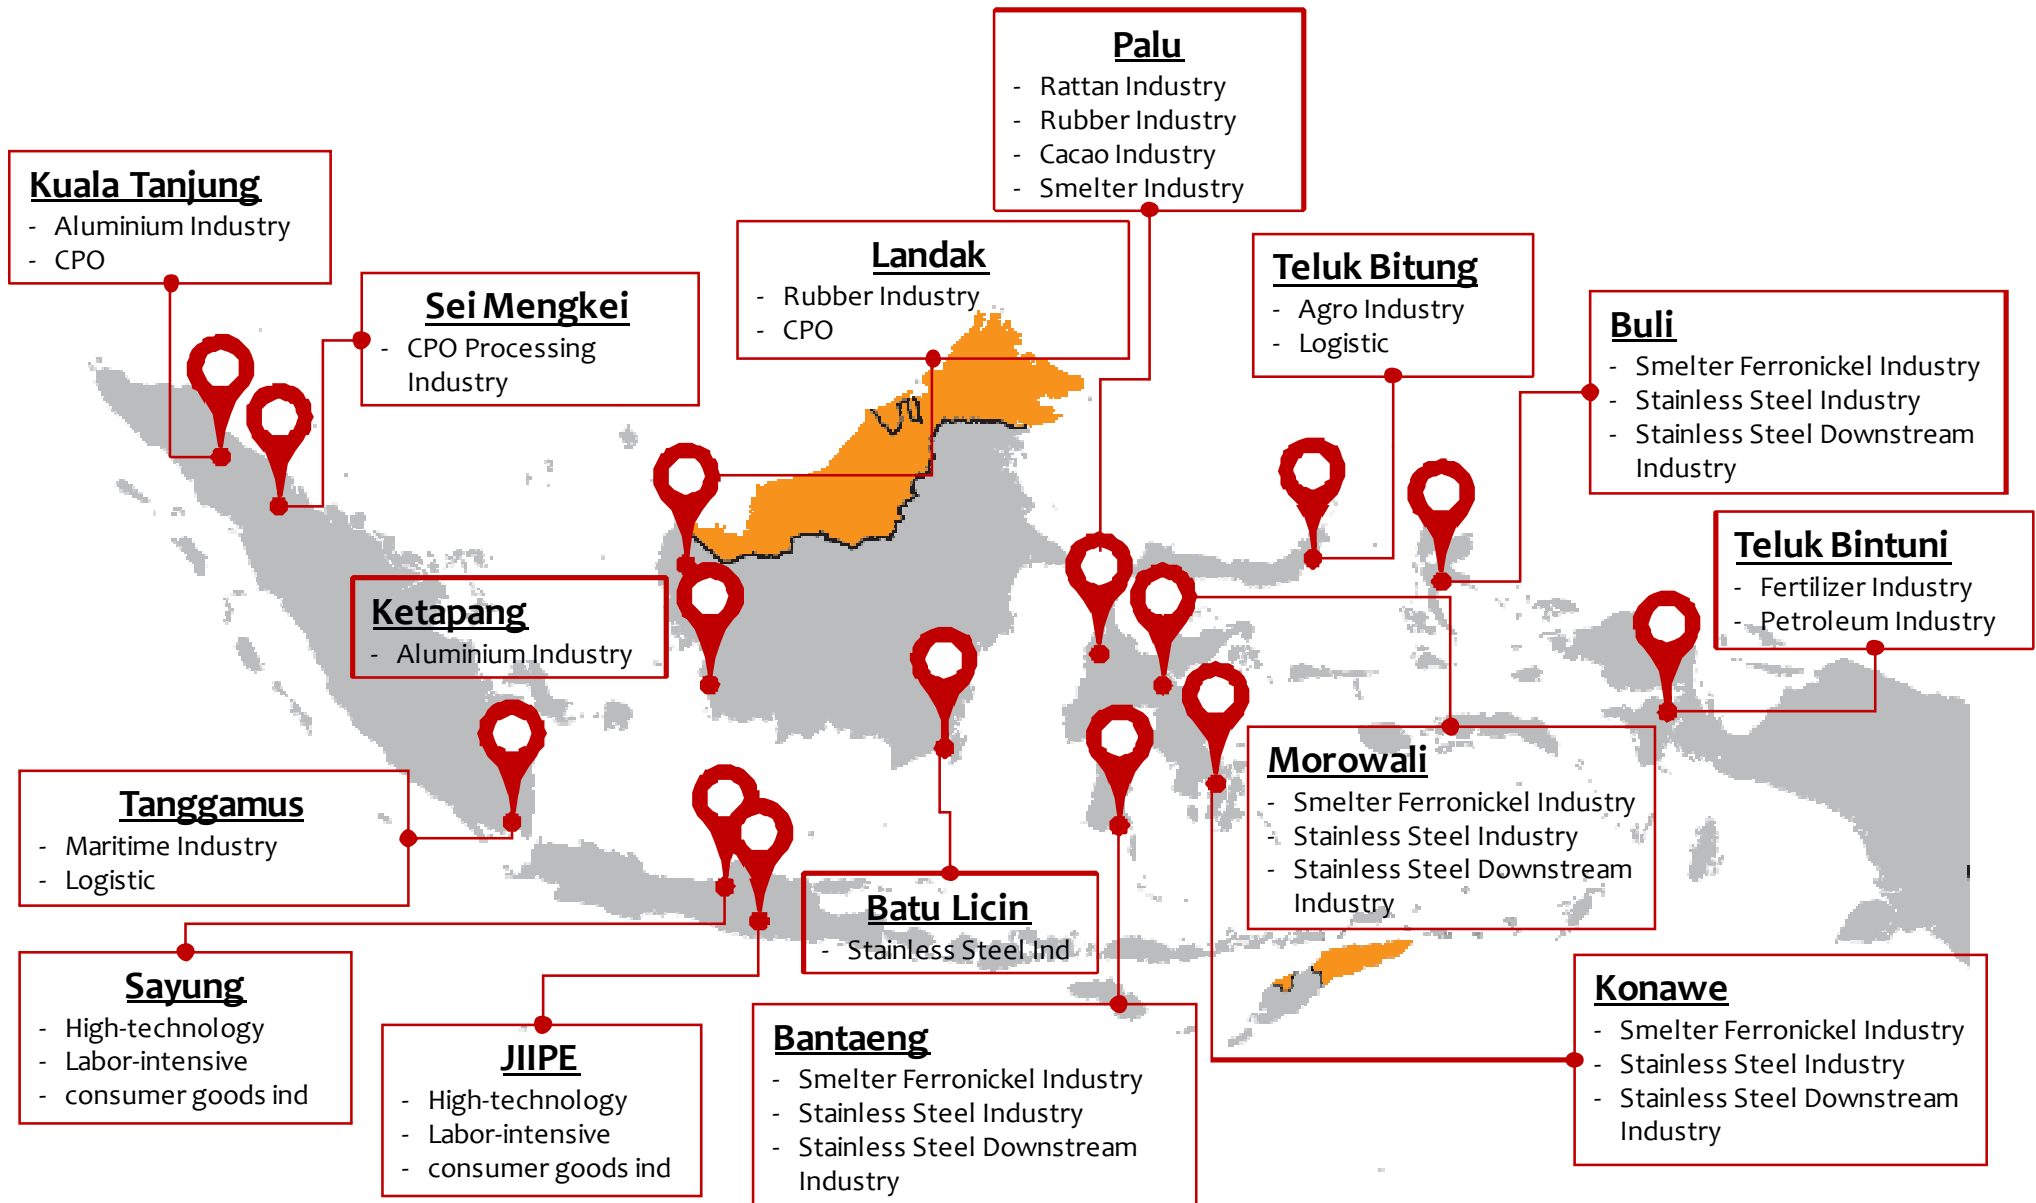 Palu
- Rattan Industry
- Rubber Industry
- Cacao Industry
- Smelter Industry
Kuala Tanjung
- Aluminium Industry
- CPO
Sei Mengkei
- CPO Processing
Industry
Landak
- Rubber Industry
- CPO
Teluk Bitung
- Agro Industry
- Logistic
Buli
- Smelter Ferronickel Industry
- Stainless Steel Industry
- Stainless Steel Downstream
Industry
Teluk Bintuni
- Fertilizer Industry
- Petroleum Industry
Ketapang
- Aluminium Industry
Morowali
- Smelter Ferronickel Industry
- Stainless Steel Industry
- Stainless Steel Downstream
Industry
Tanggamus
- Maritime Industry
- Logistic
Batu Licin
- Stainless Steel Ind
Sayung
- High-technology
- Labor-intensive
- consumer goods ind
JIIPE
- High-technology
- Labor-intensive
- consumer goods ind
Bantaeng
- Smelter Ferronickel Industry
- Stainless Steel Industry
- Stainless Steel Downstream
Industry
Konawe
- Smelter Ferronickel Industry
- Stainless Steel Industry
- Stainless Steel Downstream
Industry